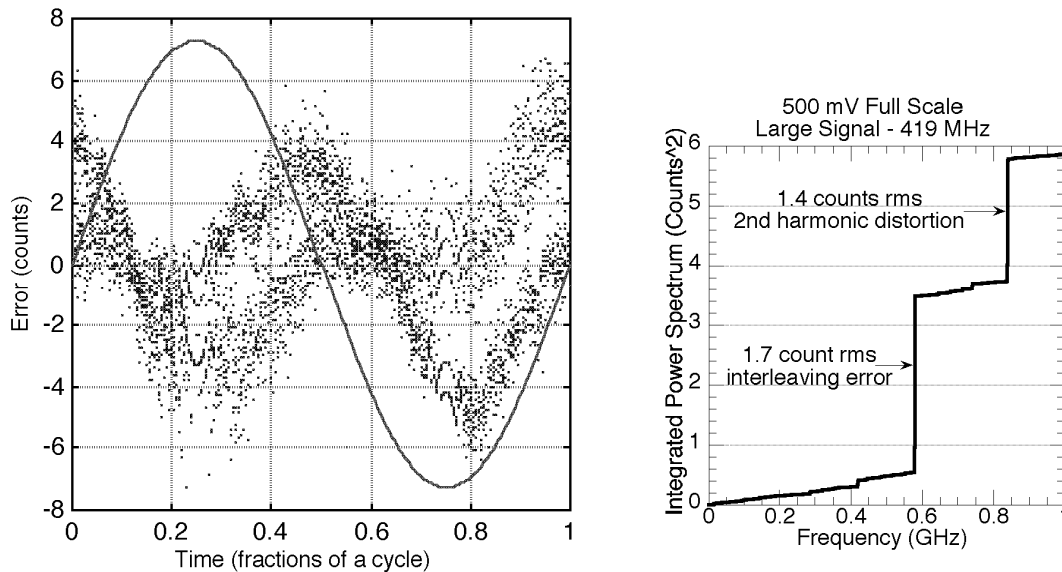 8
6
4
2
0
-2
-4
-6
-8
Error (counts)
0
0.2
0.4
0.6
0.8
1
Time (fractions of a cycle)
500 mV Full Scale
Large Signal - 419 MHz
Integrated Power Spectrum (Counts^2)
6
5
4
3
2
1
0
1.4 counts rms
2nd harmonic distortion
1.7 count rms
interleaving error
0
0.4
0.6
0.8
Frequency (GHz)